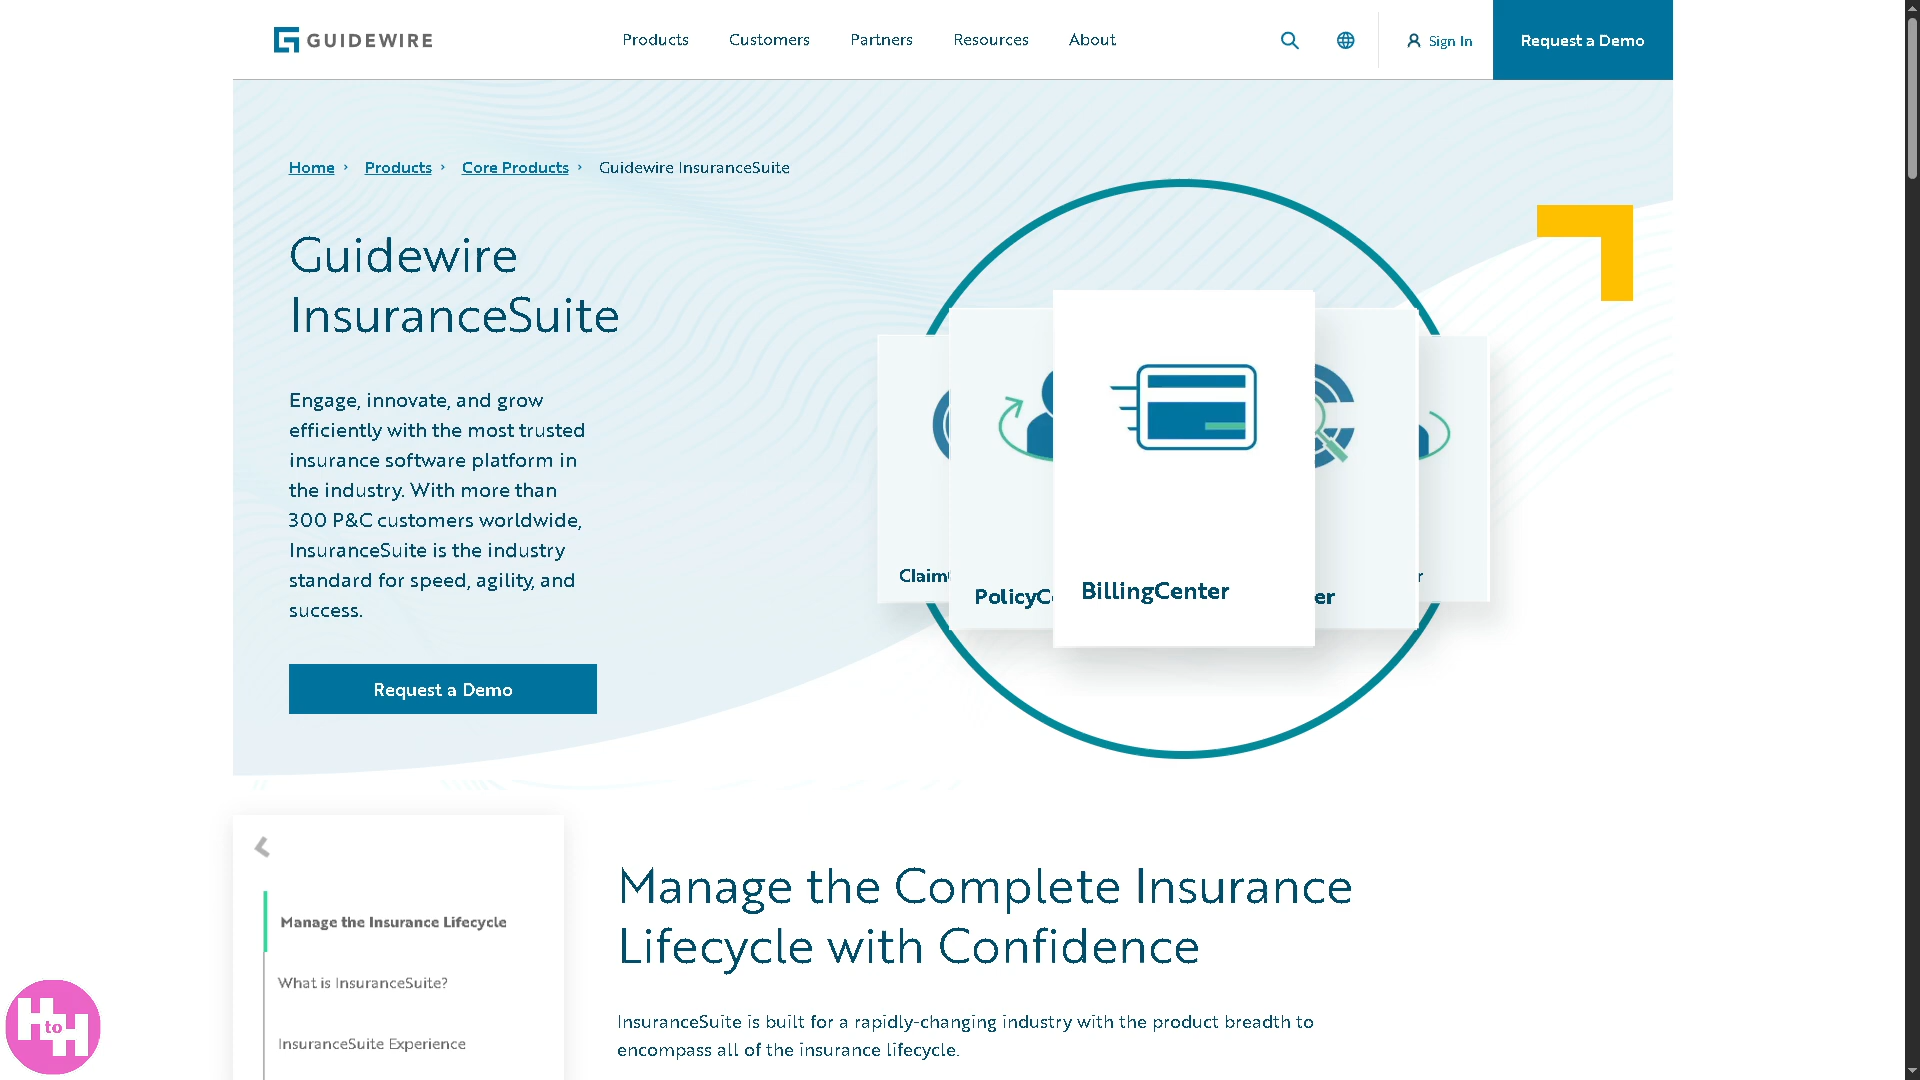 GUIDEWIRE
Products
Customers
Partners
Resources
About
Sign In
Request a Demo
Home › Products › Core Products › Guidewire InsuranceSuite
Guidewire
InsuranceSuite
Engage, innovate, and grow
efficiently with the most trusted
insurance software platform in
the industry. With more than
300 P&C customers worldwide,
InsuranceSuite is the industry
standard for speed, agility, and
success.
Request a Demo
Claim
PolicyC
BillingCenter
er
r
Manage the Insurance Lifecycle
What is InsuranceSuite?
InsuranceSuite Experience
Manage the Complete Insurance
Lifecycle with Confidence
InsuranceSuite is built for a rapidly-changing industry with the product breadth to
encompass all of the insurance lifecycle.
H to H